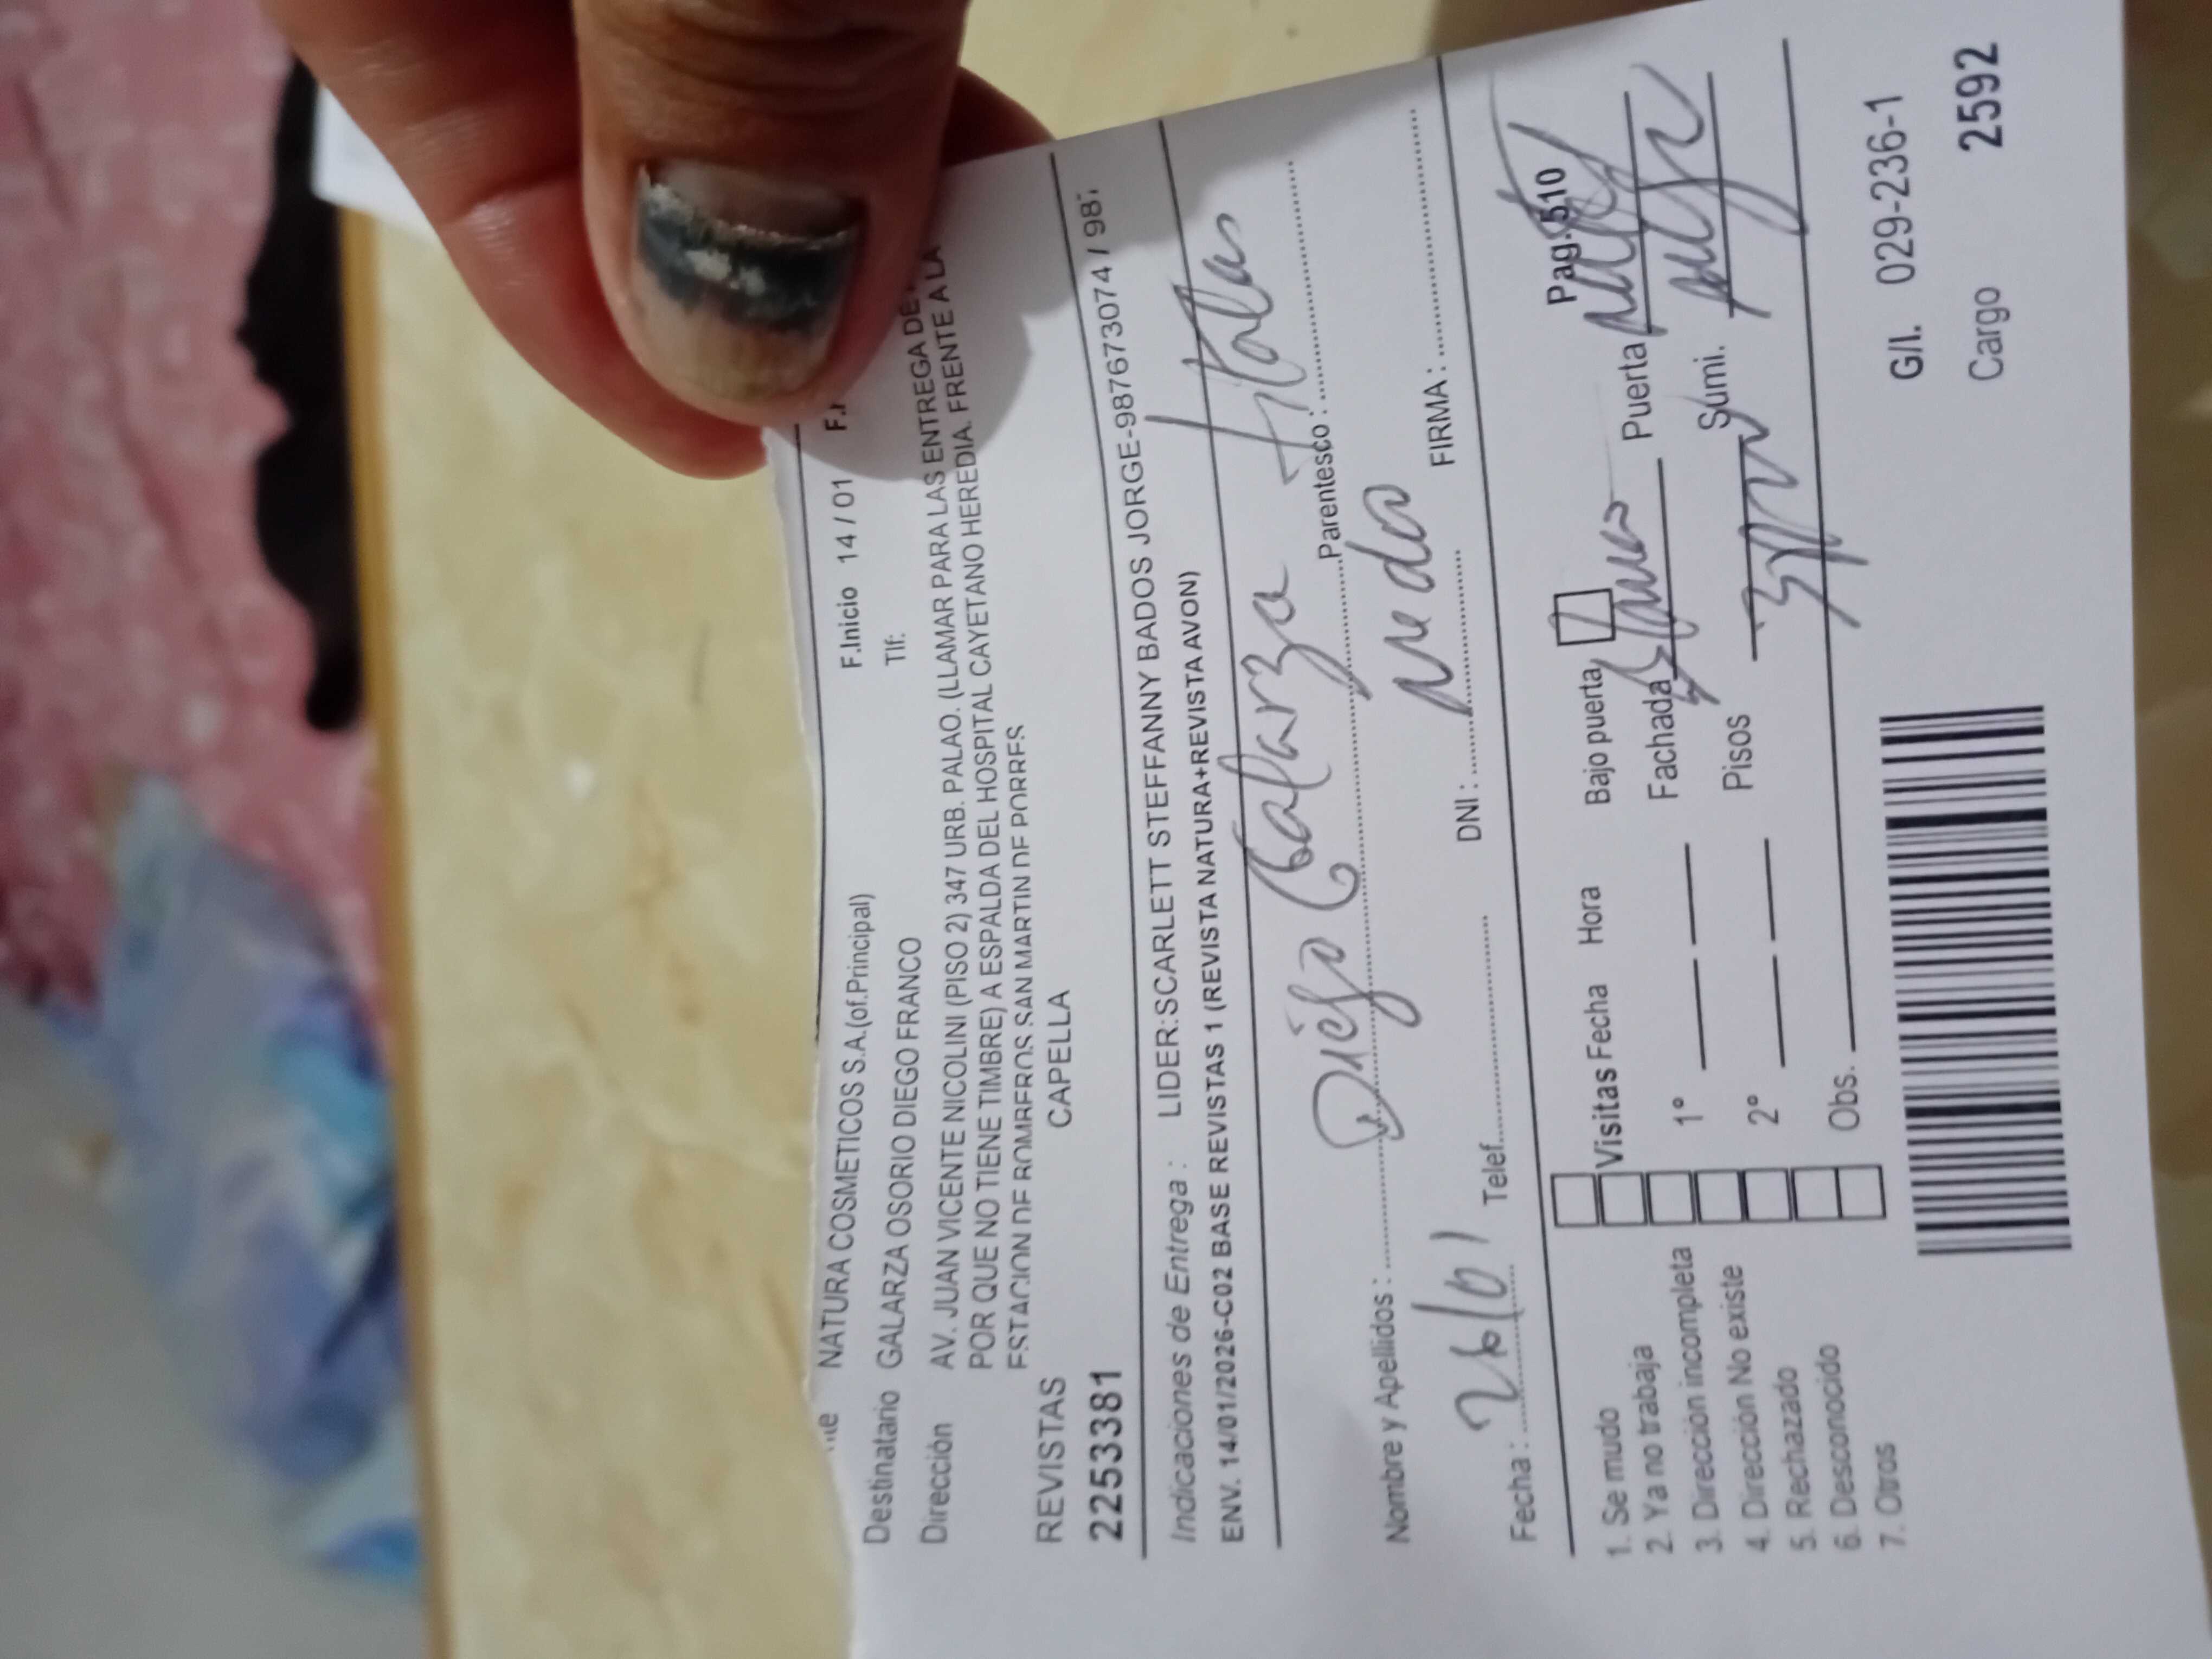 NATURA COSMETICOS S.A.(of.Principal) F.Inicio 14 / 01
Destinatario GALARZA OSORIO DIEGO FRANCO Tlf:
Dirección AV. JUAN VICENTE NICOLINI (PISO 2) 347 URB. PALAO. (LLAMAR PARA LAS ENTREGA DE
POR QUE NO TIENE TIMBRE) A ESPALDA DEL HOSPITAL CAYETANO HEREDIA. FRENTE A LA
ESTACION DE BOMBEROS SAN MARTIN DE PORRES
REVISTAS CAPELLA
2253381
Indicaciones de Entrega : LIDER:SCARLETT STEFFANNY BADOS JORGE-987673074 / 987
ENV. 14/01/2026-C02 BASE REVISTAS 1 (REVISTA NATURA+REVISTA AVON)
Nombre y Apellidos : Diego Galarza Parentesco :
Fecha : 26/01 Telef. DNI : FIRMA :
Pag.510
1. Se mudo Visitas Fecha Hora Bajo puerta
2. Ya no trabaja 1° Fachada Puerta
3. Dirección incompleta
4. Dirección No existe 2° Pisos Sumi.
5. Rechazado
6. Desconocido Obs.
7. Otros
G/I. 029-236-1
Cargo 2592